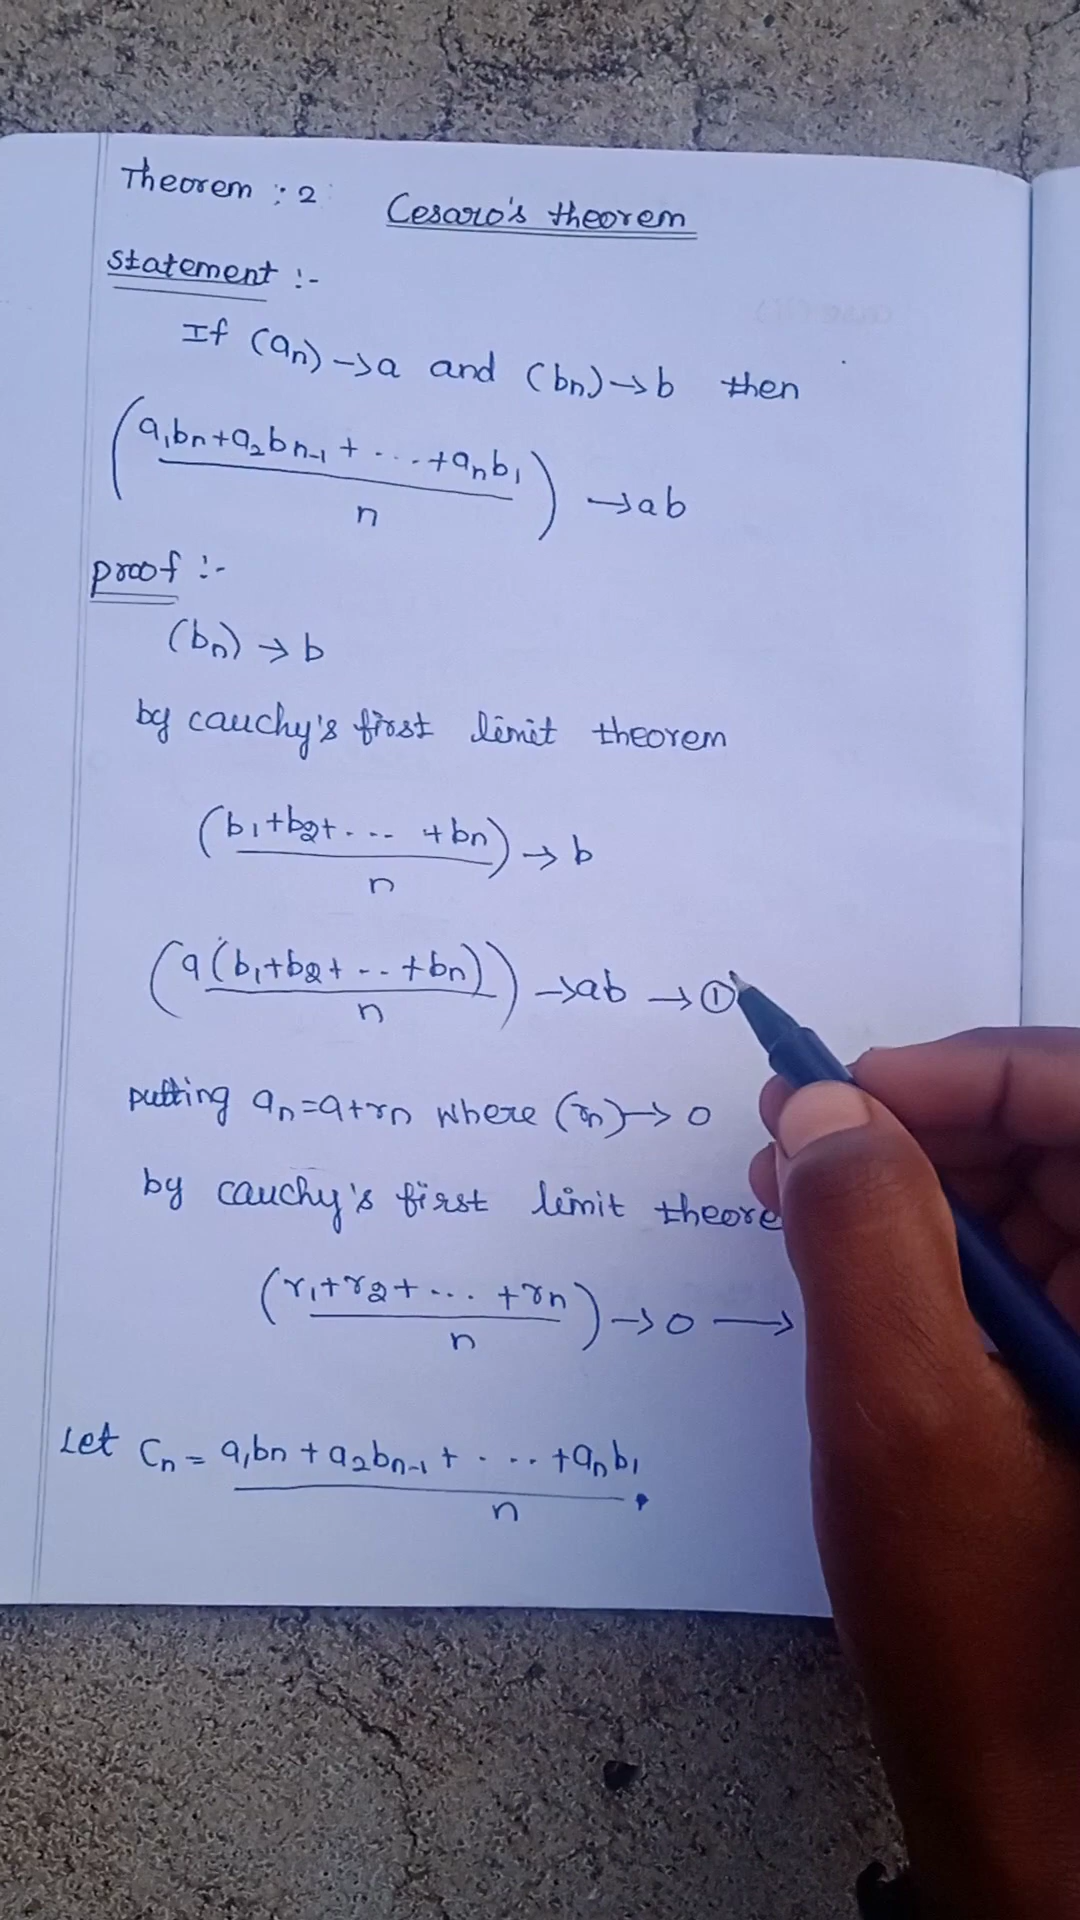 Theorem : 2
Cesaro's theorem
Statement :-
If (an) → a and (bn) → b then
(a1bn + a2bn-1 + ... + anb1 / n) → ab
proof :-
(bn) → b
by cauchy's first limit theorem
(b1 + b2 + ... + bn / n) → b
(a(b1 + b2 + .. + bn) / n) → ab → ①
putting an = a + rn where (rn) → 0
by cauchy's first limit
(r1 + r2 + ... + rn / n) → 0 →
Let Cn = a1bn + a2bn-1 + ... + anb1 / n